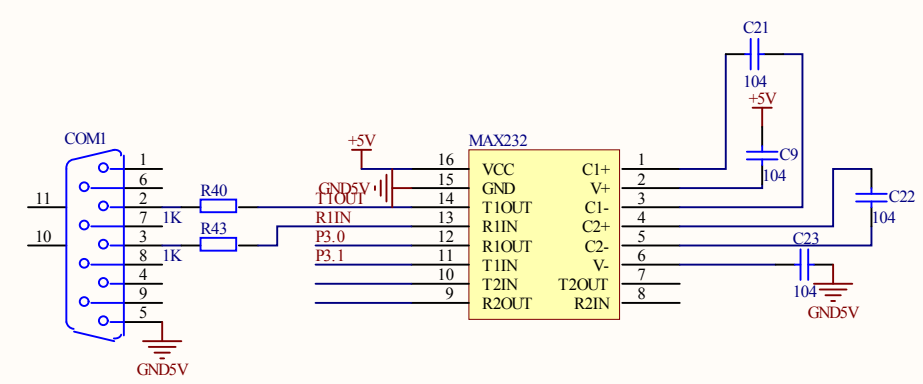 C21
104
+5V
C9
104
COM1
+5V
MAX232
1
6
2
7
3
8
4
9
5
11
10
R40
1K
R43
1K
GND5V
T1OUT
R1IN
P3.0
P3.1
16
15
14
13
12
11
10
9
VCC
GND
T1OUT
R1IN
R1OUT
T1IN
T2IN
R2OUT
C1+
V+
C1-
C2+
C2-
V-
T2OUT
R2IN
1
2
3
4
5
6
7
8
C22
104
C23
104
GND5V
GND5V